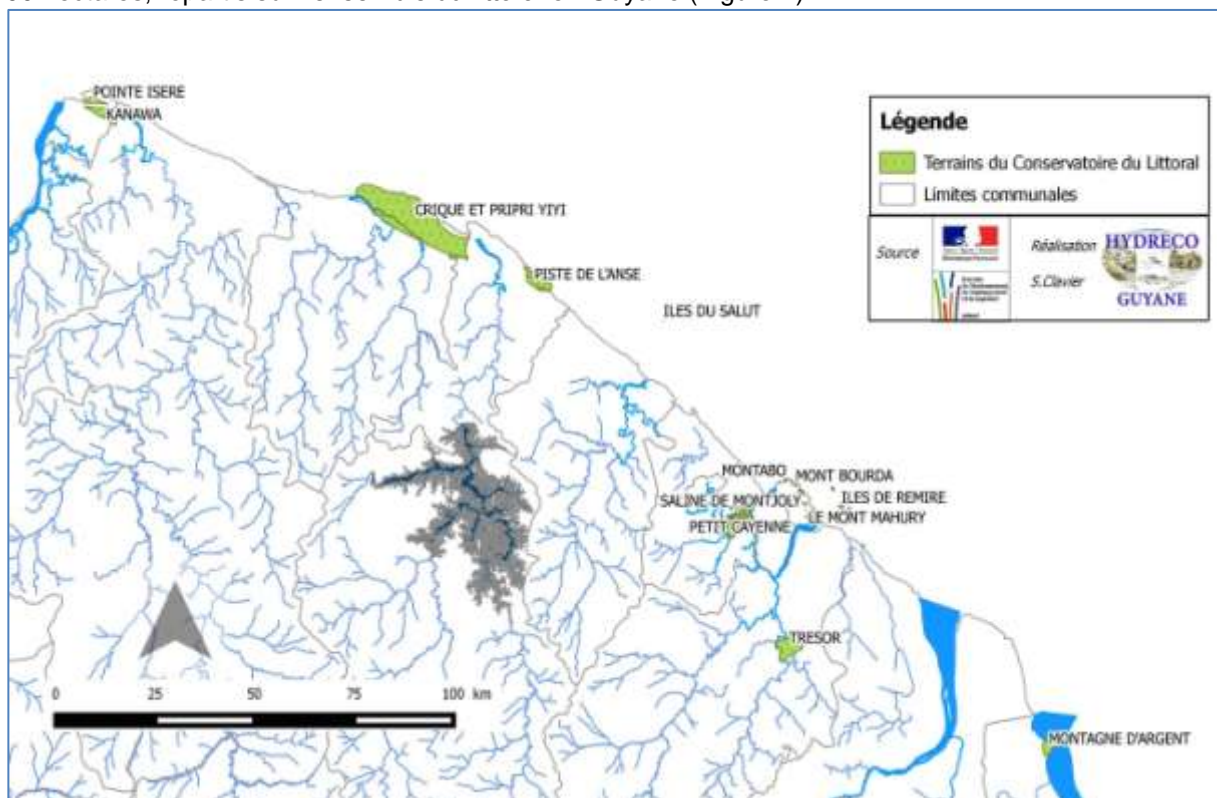 POINTE ISERE
KANAWA
CRIQUE ET PRIPRI YIYI
PISTE DE L'ANSE
ILES DU SALUT
Légende
Terrains du Conservatoire du Littoral
Limites communales
Source
Réalisation
S.Clavier
HYDRECO
GUYANE
MONTABO
MONT BOURDA
SALINE DE MONTJOLY
ILES DE REMIRE
PETIT CAYENNE
LE MONT MAHURY
TRESOR
MONTAGNE D'ARGENT
0 25 50 75 100 km